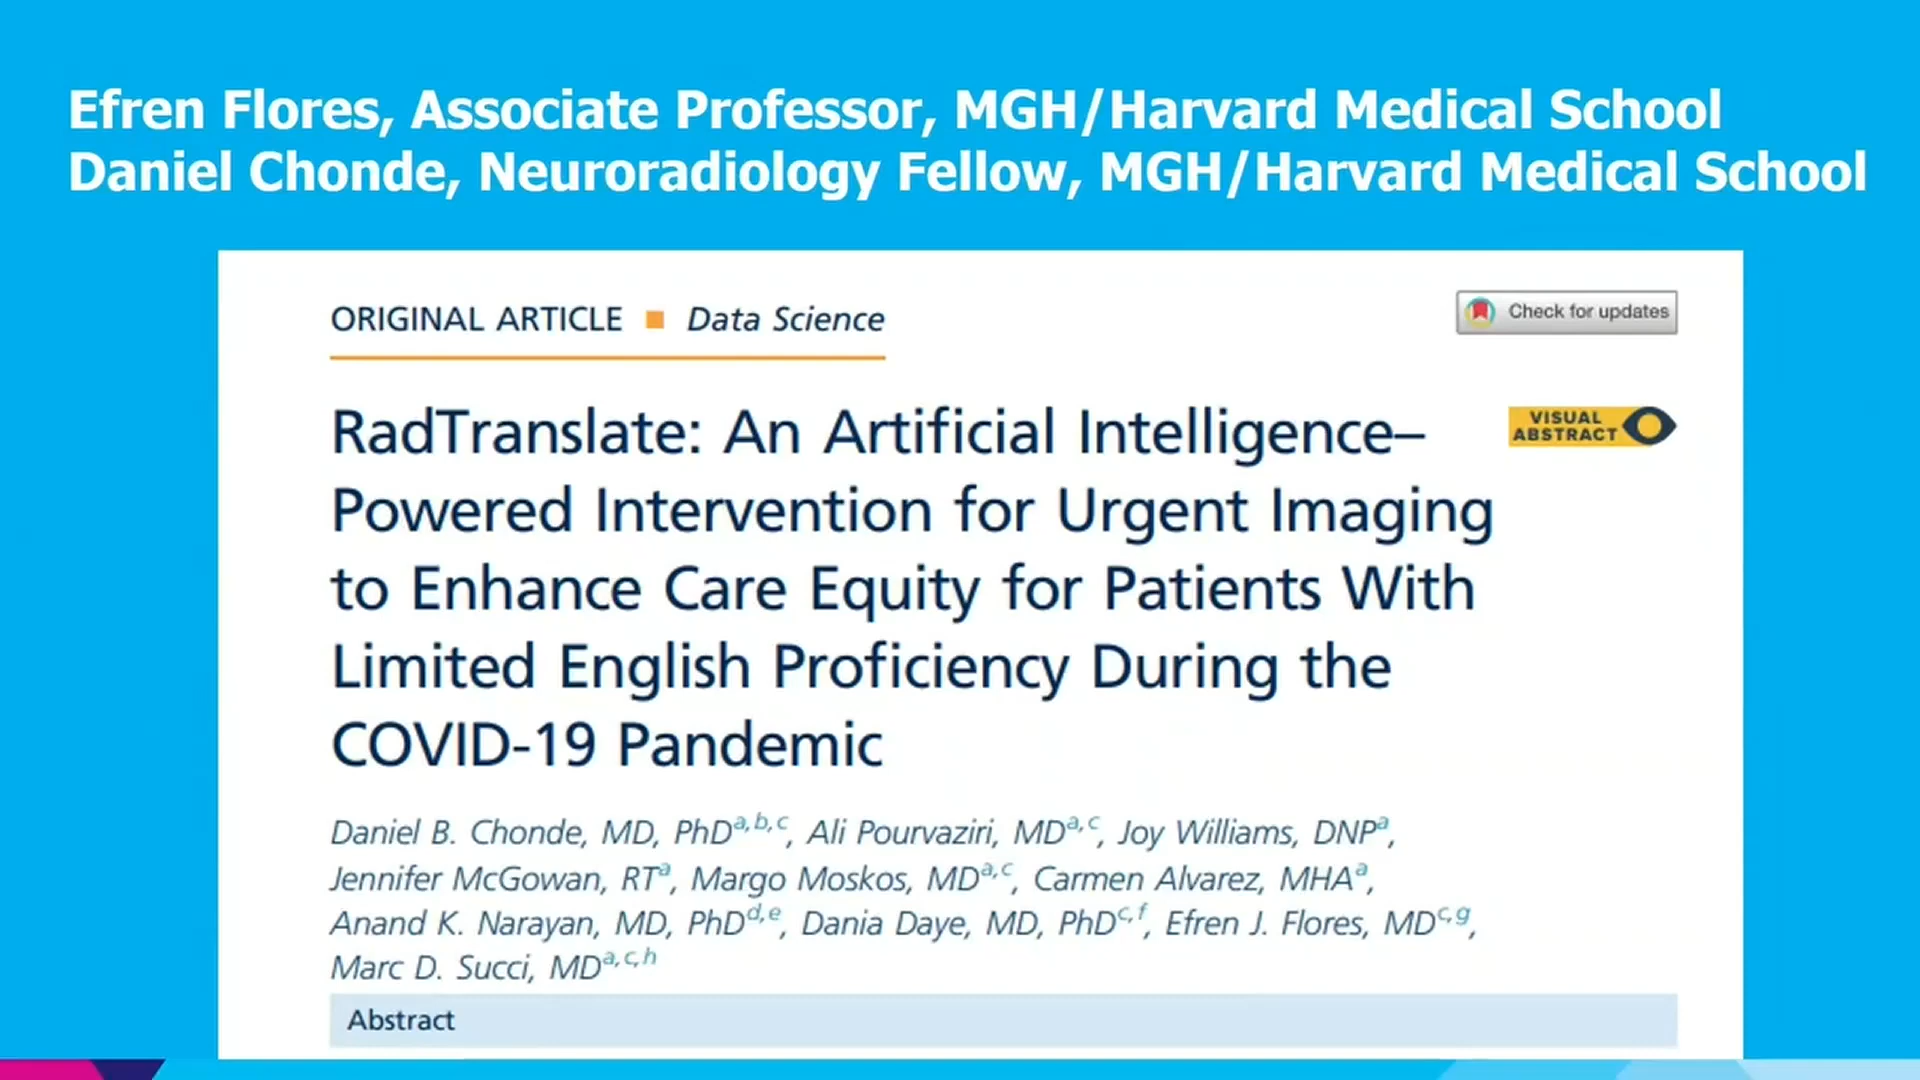 Efren Flores, Associate Professor, MGH/Harvard Medical School
Daniel Chonde, Neuroradiology Fellow, MGH/Harvard Medical School
ORIGINAL ARTICLE ■ Data Science
Check for updates
RadTranslate: An Artificial Intelligence–
Powered Intervention for Urgent Imaging
to Enhance Care Equity for Patients With
Limited English Proficiency During the
COVID-19 Pandemic
VISUAL
ABSTRACT
Daniel B. Chonde, MD, PhDa,b,c, Ali Pourvaziri, MDa,c, Joy Williams, DNPa,
Jennifer McGowan, RTa, Margo Moskos, MDa,c, Carmen Alvarez, MHAa,
Anand K. Narayan, MD, PhDd,e, Dania Daye, MD, PhDc,f, Efren J. Flores, MDc,g,
Marc D. Succi, MDa,c,h
Abstract